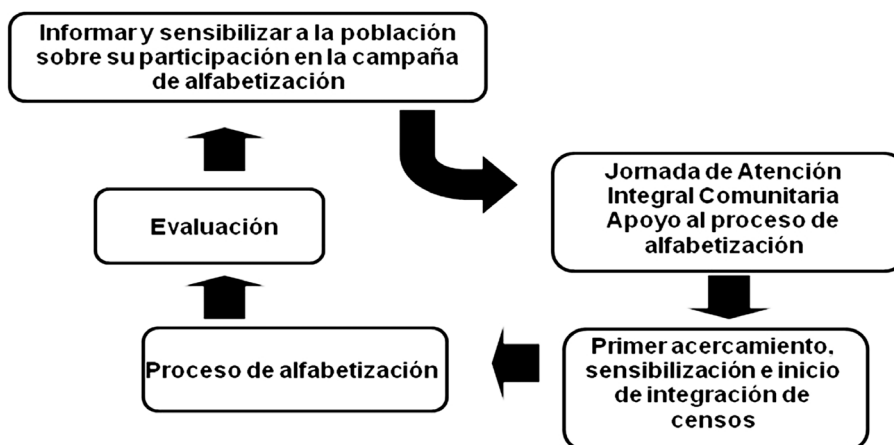 Informar y sensibilizar a la población
sobre su participación en la campaña
de alfabetización
Jornada de Atención
Integral Comunitaria
Apoyo al proceso de
alfabetización
Primer acercamiento,
sensibilización e inicio
de integración de
censos
Proceso de alfabetización
Evaluación